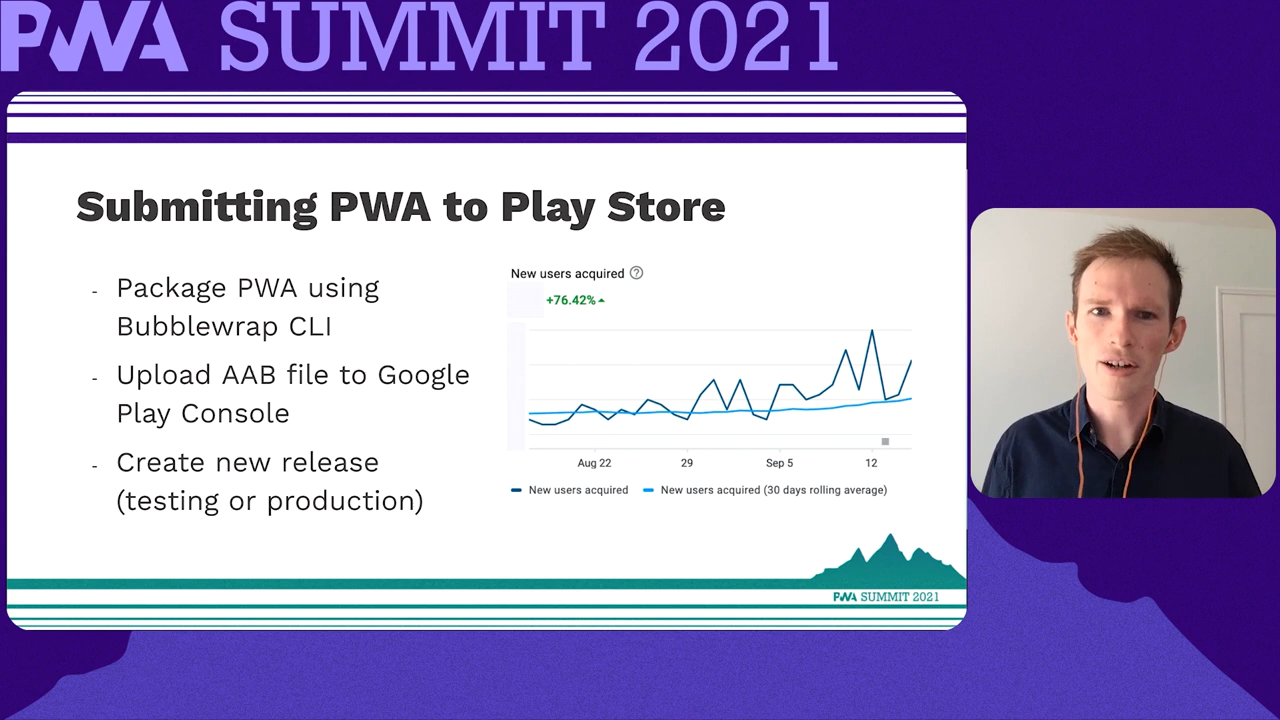 PWA SUMMIT 2021
Submitting PWA to Play Store
- Package PWA using
Bubblewrap CLI
- Upload AAB file to Google
Play Console
- Create new release
(testing or production)
New users acquired ?
+76.42%
Aug 22 29 Sep 5 12
New users acquired New users acquired (30 days rolling average)
PWA SUMMIT 2021